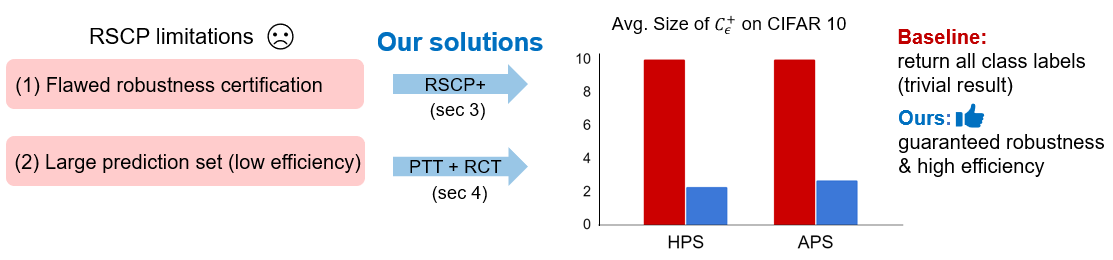 RSCP limitations
(1) Flawed robustness certification
(2) Large prediction set (low efficiency)
Our solutions
RSCP+
(sec 3)
PTT + RCT
(sec 4)
Avg. Size of $C_\epsilon^+$ on CIFAR 10
10
8
6
4
2
0
HPS
APS
Baseline:
return all class labels
(trivial result)
Ours:
guaranteed robustness
& high efficiency